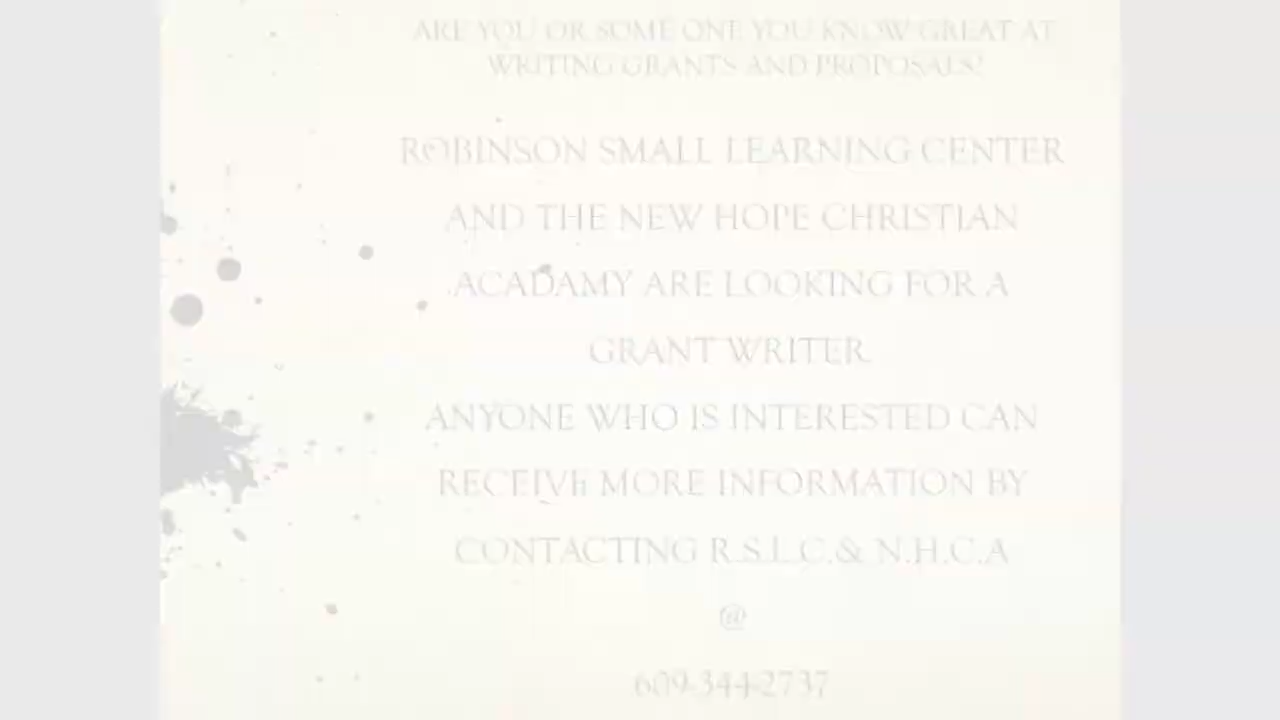 ARE YOU OR SOME ONE YOU KNOW GREAT AT
WRITING GRANTS AND PROPOSALS?
ROBINSON SMALL LEARNING CENTER
AND THE NEW HOPE CHRISTIAN
ACADAMY ARE LOOKING FOR A
GRANT WRITER.
ANYONE WHO IS INTERESTED CAN
RECEIVE MORE INFORMATION BY
CONTACTING R.S.L.C.& N.H.C.A
@
609-344-2737